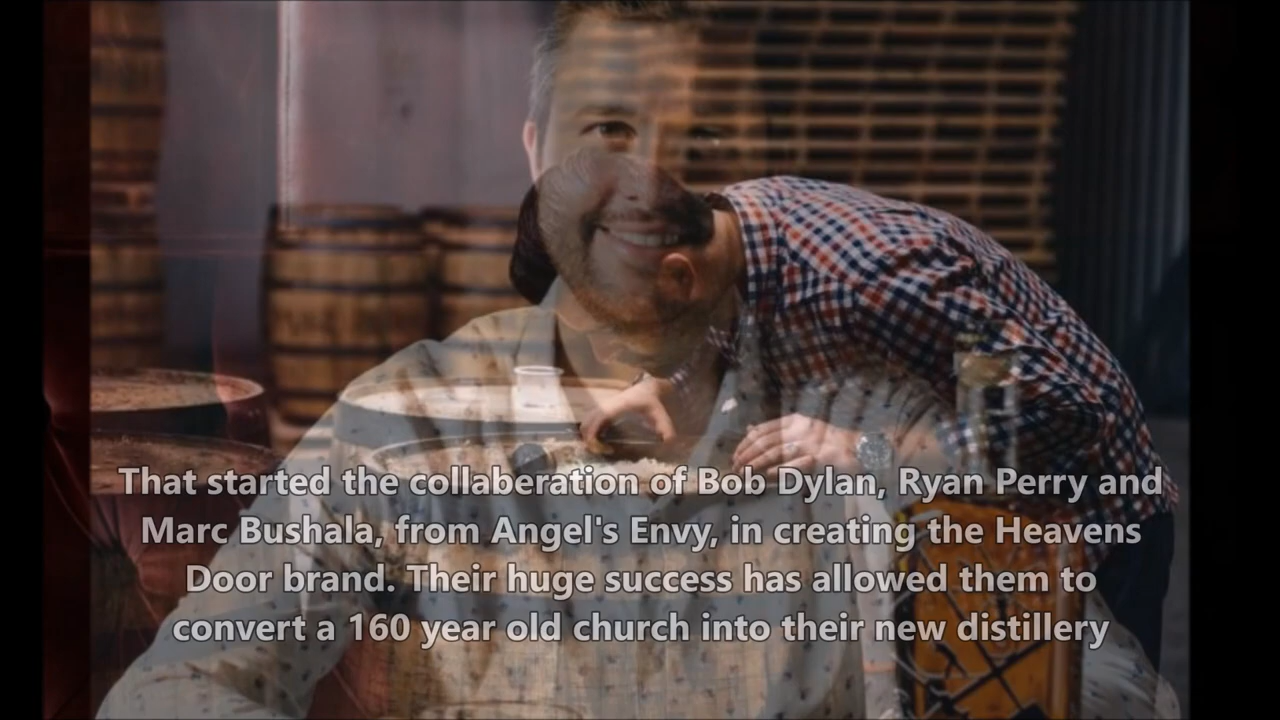 That started the collaberation of Bob Dylan, Ryan Perry and
Marc Bushala, from Angel's Envy, in creating the Heavens
Door brand. Their huge success has allowed them to
convert a 160 year old church into their new distillery